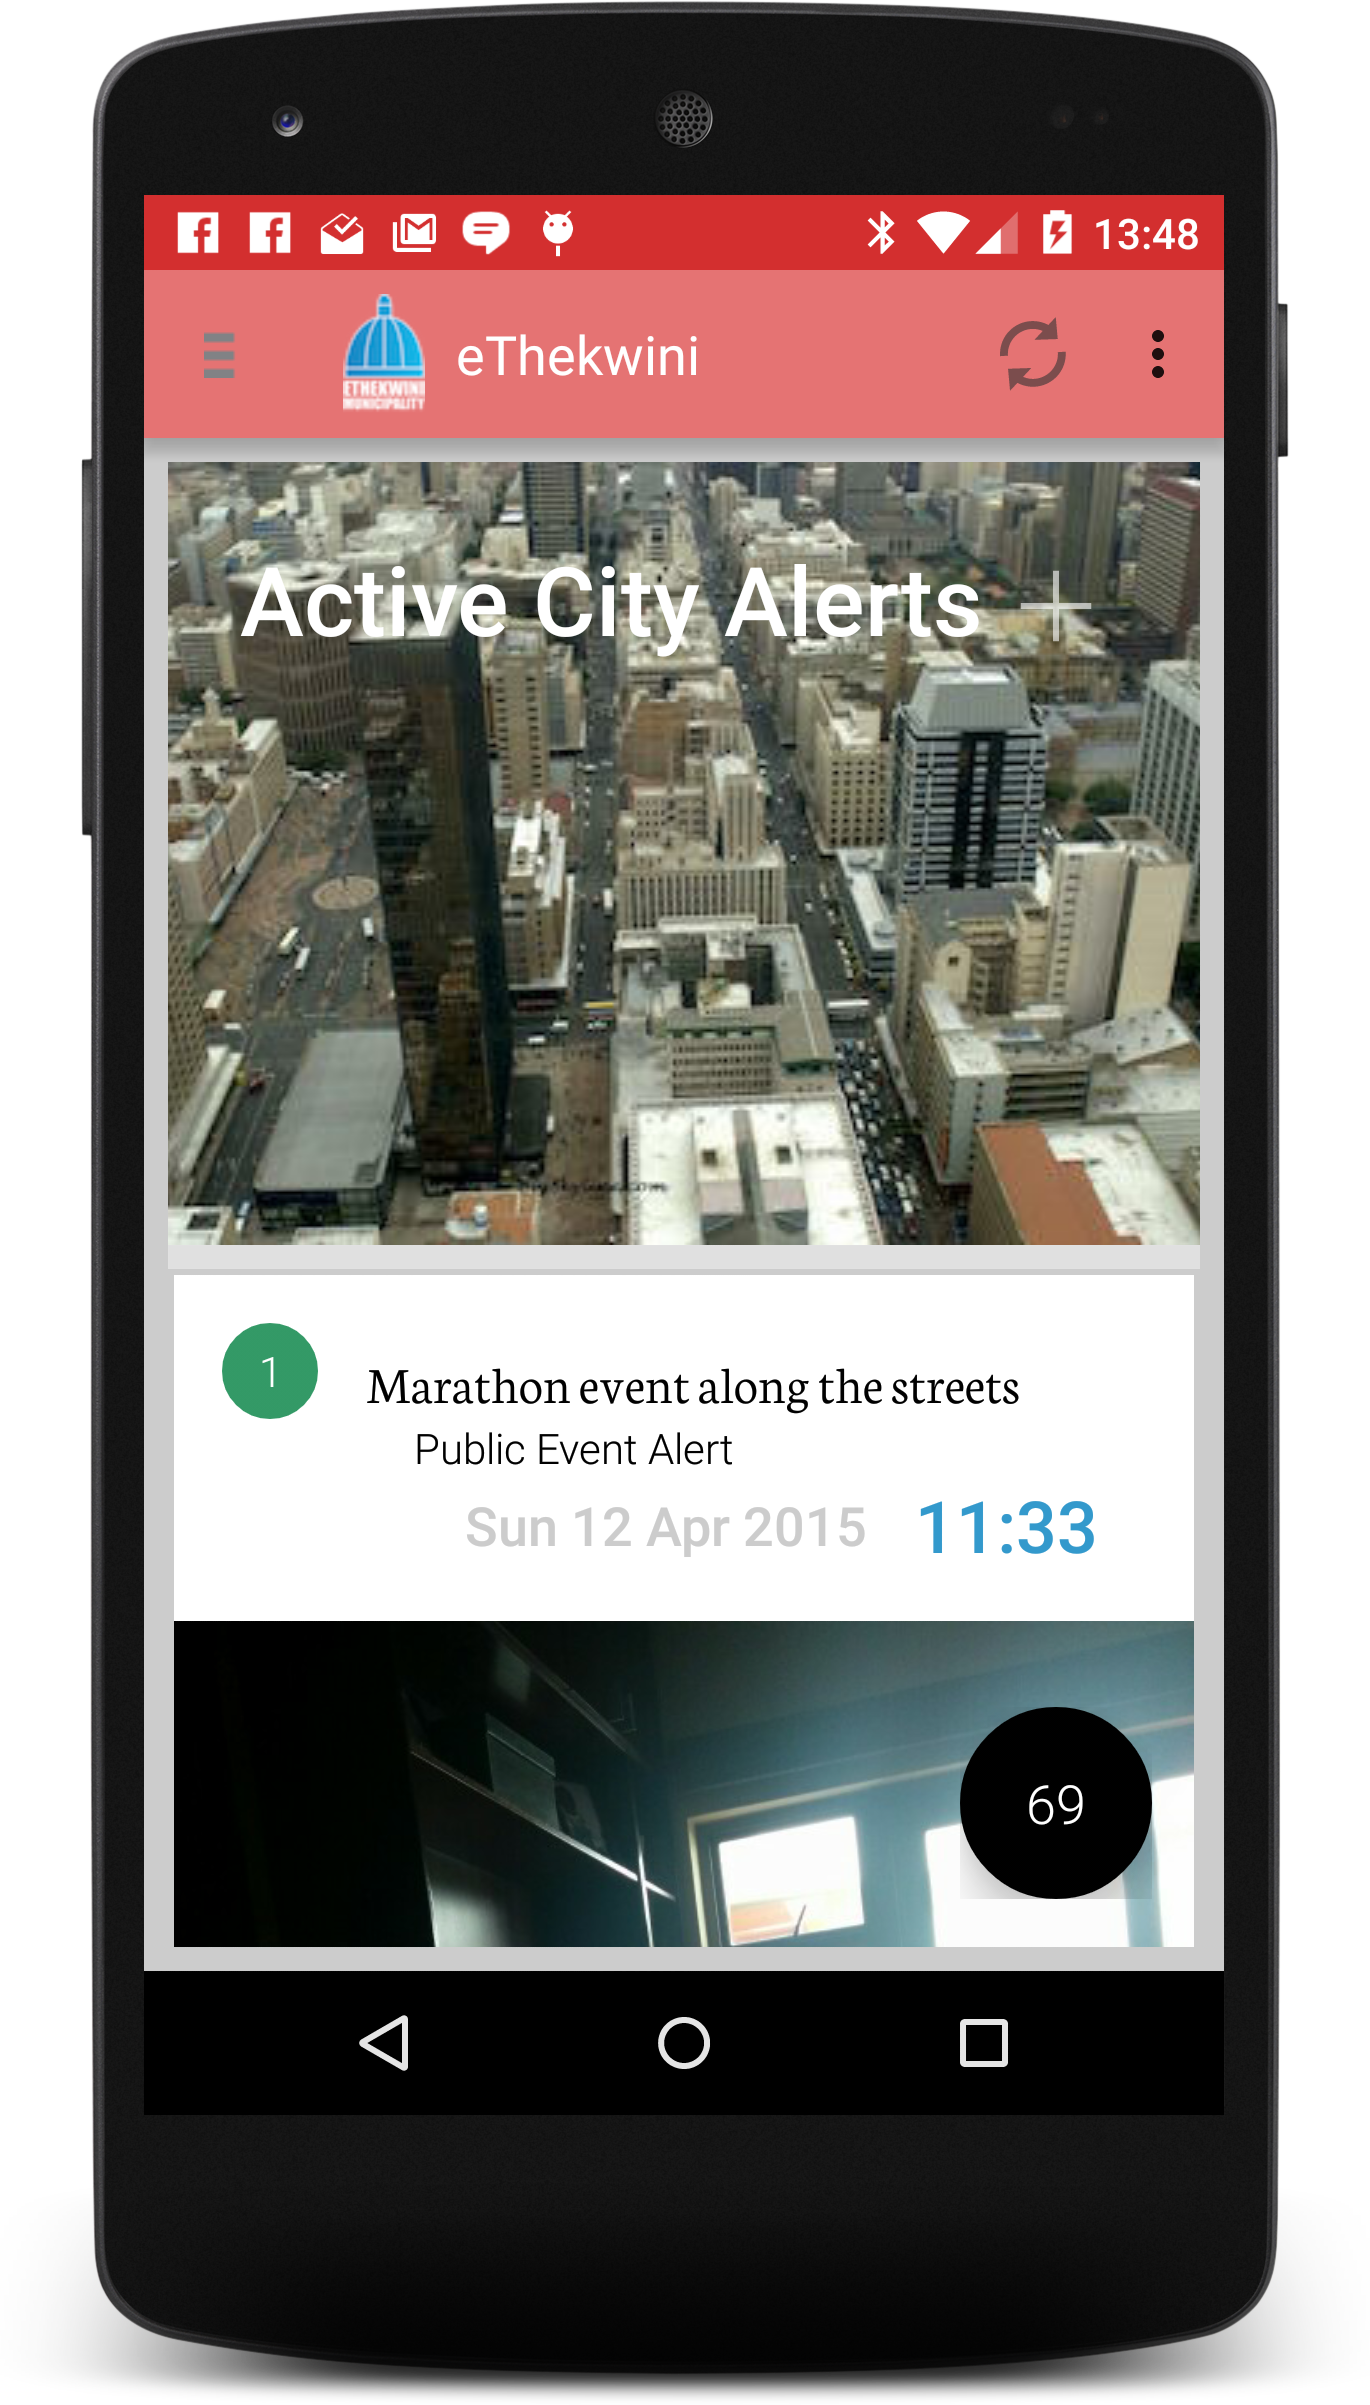 13:48
ETHEKWINI
MUNICIPALITY
eThekwini
Active City Alerts
1
Marathon event along the streets
Public Event Alert
Sun 12 Apr 2015 11:33
69